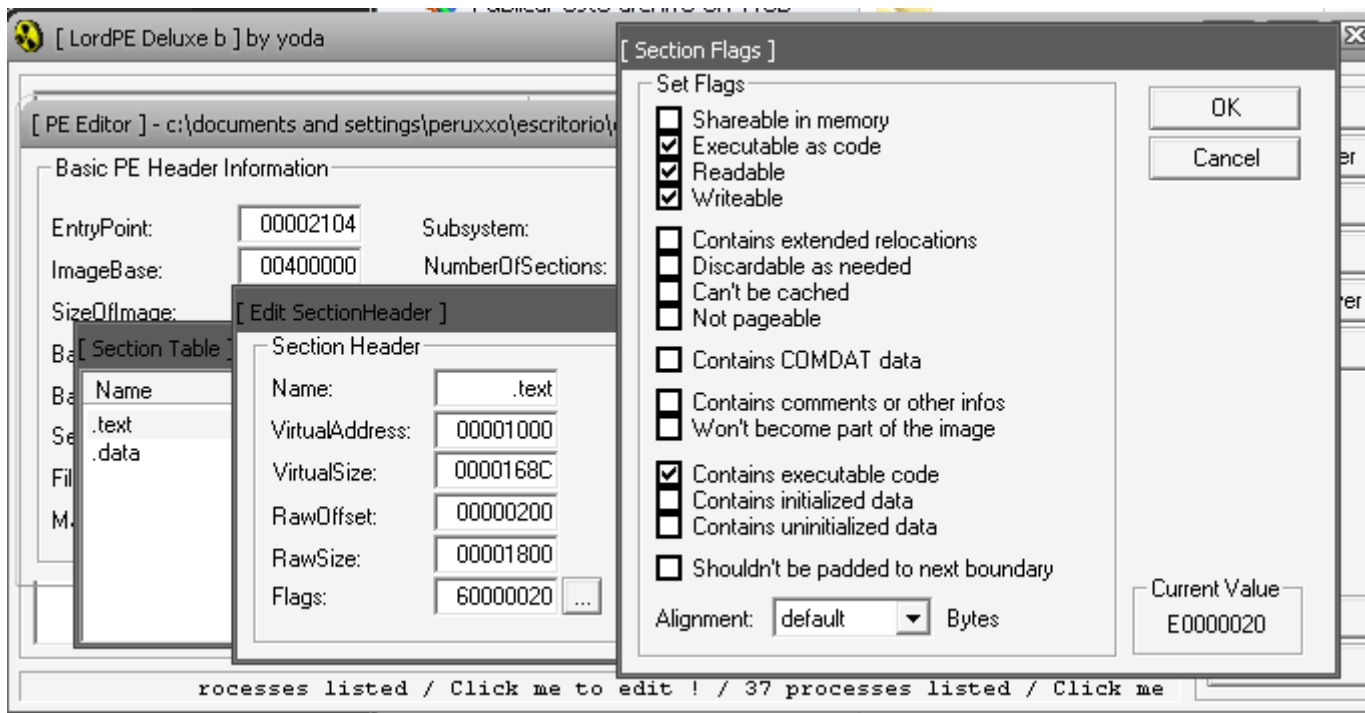 [ LordPE Deluxe b ] by yoda
[ PE Editor ] - c:\documents and settings\peruxxo\escritorio\
Basic PE Header Information
EntryPoint: 00002104 Subsystem:
ImageBase: 00400000 NumberOfSections:
SizeOfImage:
[ Section Table ]
Name
.text
.data
[ Edit SectionHeader ]
Section Header
Name: .text
VirtualAddress: 00001000
VirtualSize: 0000168C
RawOffset: 00000200
RawSize: 00001800
Flags: 60000020 ...
[ Section Flags ]
Set Flags
Shareable in memory
Executable as code
Readable
Writeable
Contains extended relocations
Discardable as needed
Can't be cached
Not pageable
Contains COMDAT data
Contains comments or other infos
Won't become part of the image
Contains executable code
Contains initialized data
Contains uninitialized data
Shouldn't be padded to next boundary
Alignment: default Bytes
OK
Cancel
Current Value
E0000020
rocesses listed / Click me to edit ! / 37 processes listed / Click me